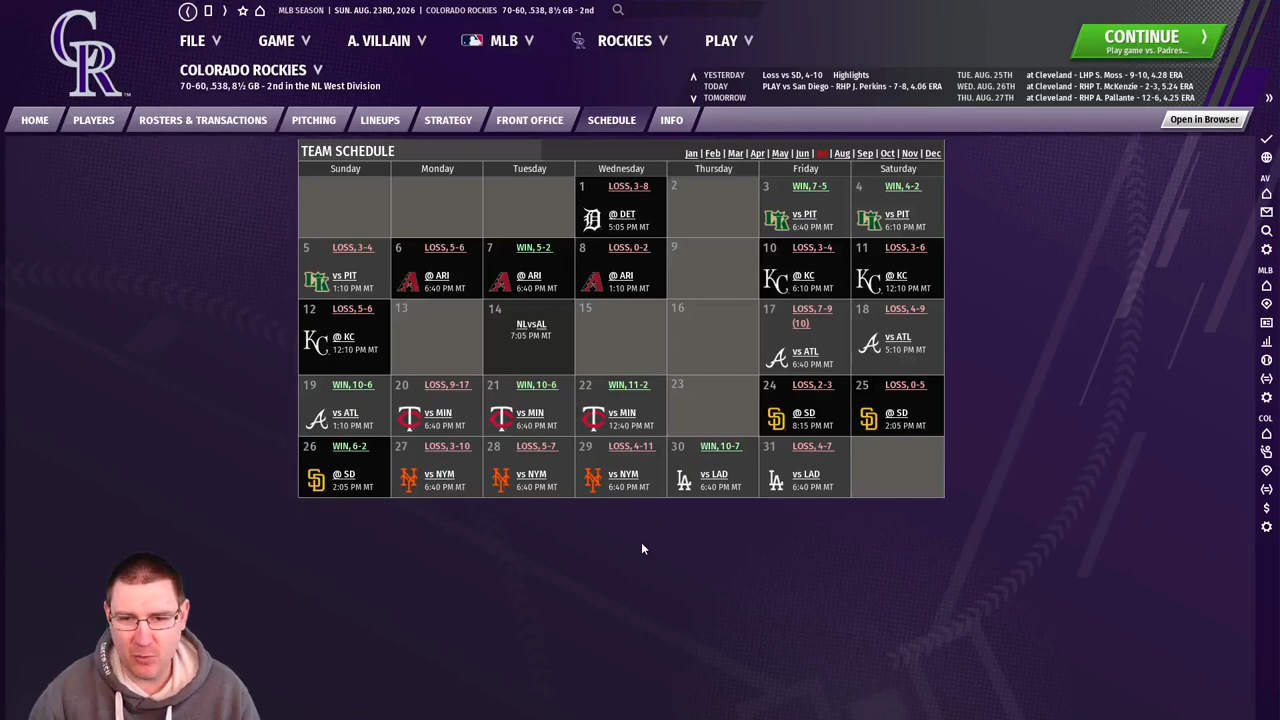 MLB SEASON | SUN. AUG. 23RD, 2026 | COLORADO ROCKIES 70-60, .538, 8½ GB - 2nd
FILE GAME A. VILLAIN MLB ROCKIES PLAY
CONTINUE
Play game vs. Padres...
COLORADO ROCKIES
70-60, .538, 8½ GB - 2nd in the NL West Division
YESTERDAY Loss vs SD, 4-10 Highlights TUE. AUG. 25TH at Cleveland - LHP S. Moss - 9-10, 4.28 ERA
TODAY PLAY vs San Diego - RHP J. Perkins - 7-8, 4.06 ERA WED. AUG. 26TH at Cleveland - RHP T. McKenzie - 2-3, 5.24 ERA
TOMORROW THU. AUG. 27TH at Cleveland - RHP A. Pallante - 12-6, 4.25 ERA
HOME PLAYERS ROSTERS & TRANSACTIONS PITCHING LINEUPS STRATEGY FRONT OFFICE SCHEDULE INFO Open in Browser
TEAM SCHEDULE Jan | Feb | Mar | Apr | May | Jun | Jul | Aug | Sep | Oct | Nov | Dec
Sunday Monday Tuesday Wednesday Thursday Friday Saturday
1 LOSS, 3-8 2 3 WIN, 7-5 4 WIN, 4-2
@ DET vs PIT vs PIT
5:05 PM MT 6:40 PM MT 6:10 PM MT
5 LOSS, 3-4 6 LOSS, 5-6 7 WIN, 5-2 8 LOSS, 0-2 9 10 LOSS, 3-4 11 LOSS, 3-6
vs PIT @ ARI @ ARI @ ARI @ KC @ KC
1:10 PM MT 6:40 PM MT 6:40 PM MT 1:10 PM MT 6:10 PM MT 12:10 PM MT
12 LOSS, 5-6 13 14 15 16 17 LOSS, 7-9 18 LOSS, 4-9
(10)
NLvsAL
7:05 PM MT
@ KC vs ATL vs ATL
12:10 PM MT 6:40 PM MT 5:10 PM MT
19 WIN, 10-6 20 LOSS, 9-17 21 WIN, 10-6 22 WIN, 11-2 23 24 LOSS, 2-3 25 LOSS, 0-5
vs ATL vs MIN vs MIN vs MIN @ SD @ SD
1:10 PM MT 6:40 PM MT 6:40 PM MT 12:40 PM MT 8:15 PM MT 2:05 PM MT
26 WIN, 6-2 27 LOSS, 3-10 28 LOSS, 5-7 29 LOSS, 4-11 30 WIN, 10-7 31 LOSS, 4-7
@ SD vs NYM vs NYM vs NYM vs LAD vs LAD
2:05 PM MT 6:40 PM MT 6:40 PM MT 6:40 PM MT 6:40 PM MT 6:40 PM MT
AV
MLB
COL